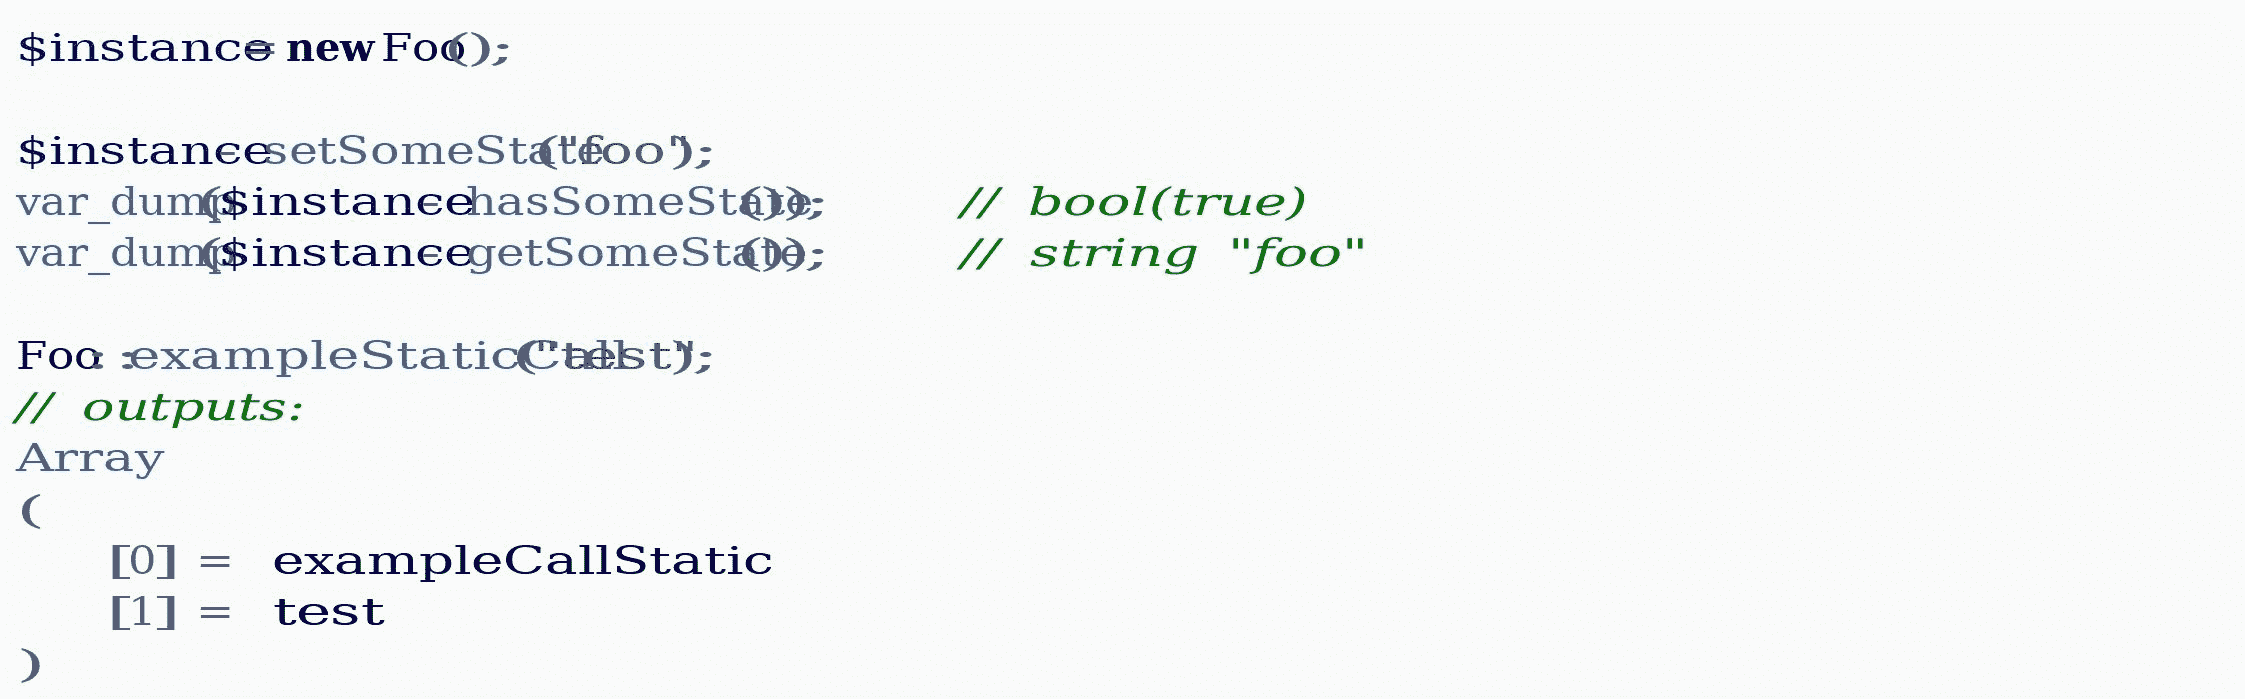 $instance = new Foo();
$instance-setSomeState("foo");
var_dump($instance-hasSomeState()); // bool(true)
var_dump($instance-getSomeState()); // string "foo"
Foo::exampleStaticCall("test");
// outputs:
Array
(
[0] = exampleCallStatic
[1] = test
)